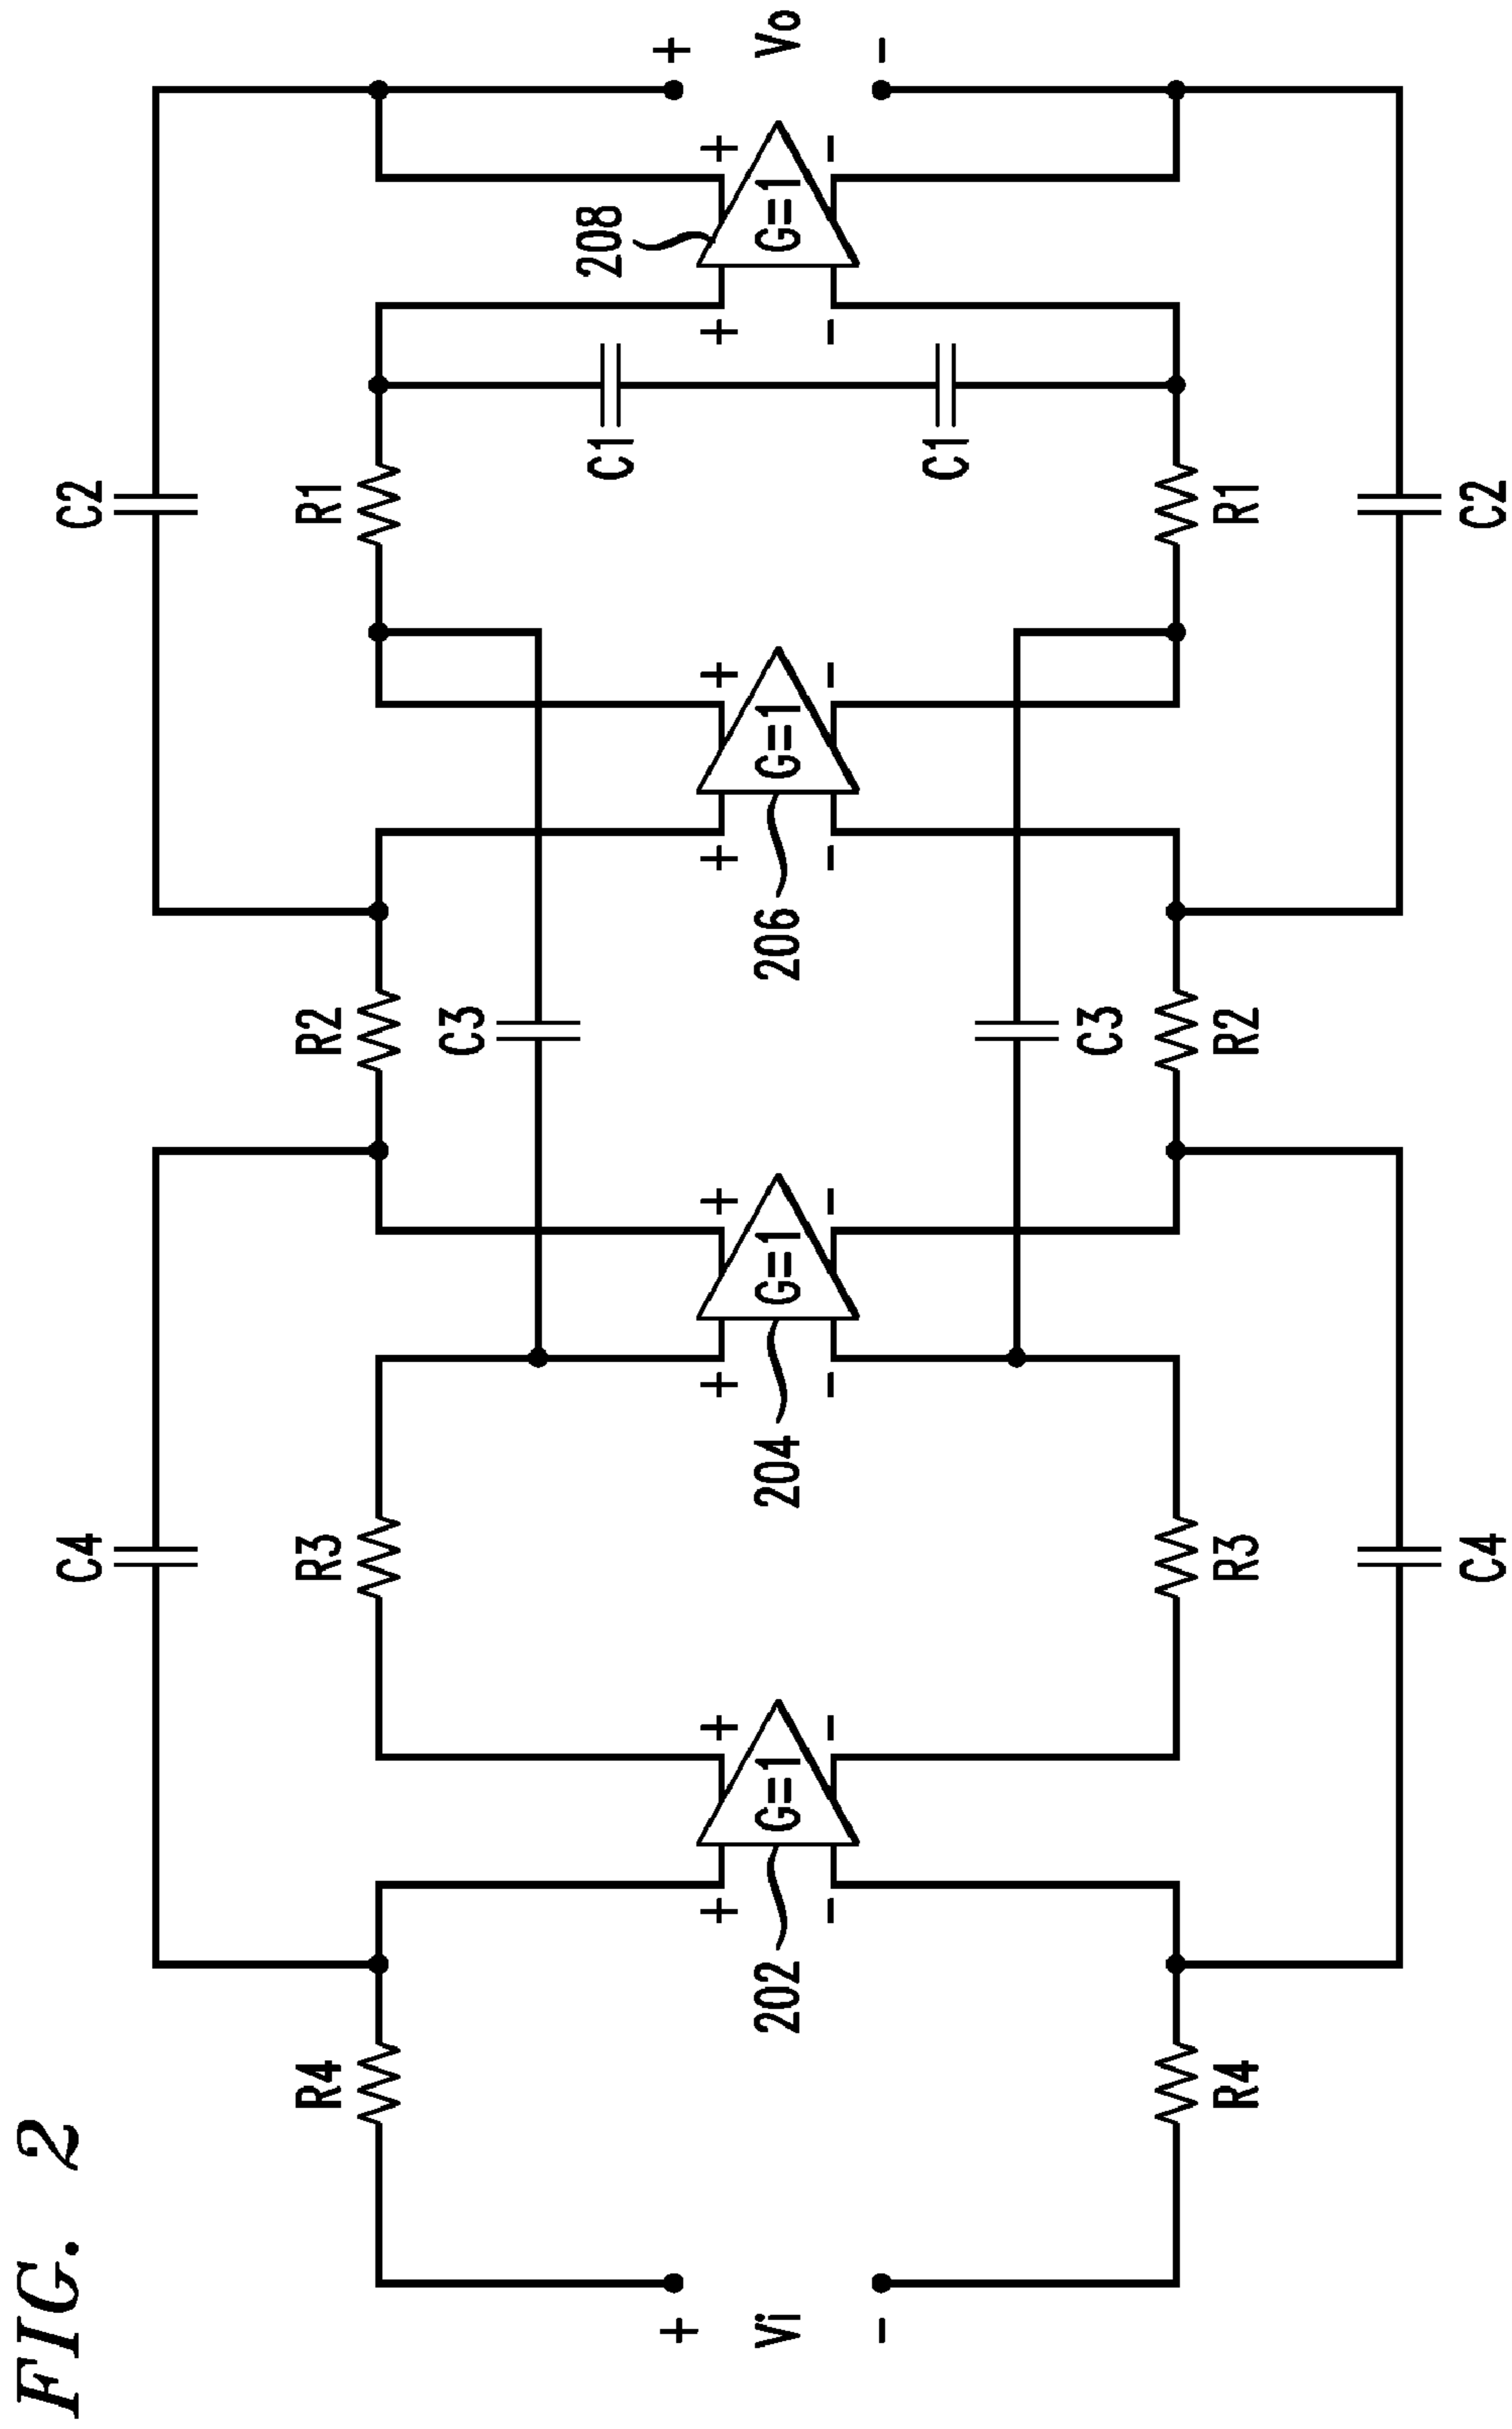 FIG. 2
C4
C2
R4
R3
R2
R1
C3
C1
208
+ + + + + + + +
+
+
Vi
G=1
G=1
G=1
G=1
Vo
202
204
206
-
-
- - - - - - - -
C1
C3
R4
R3
R2
R1
C4
C2